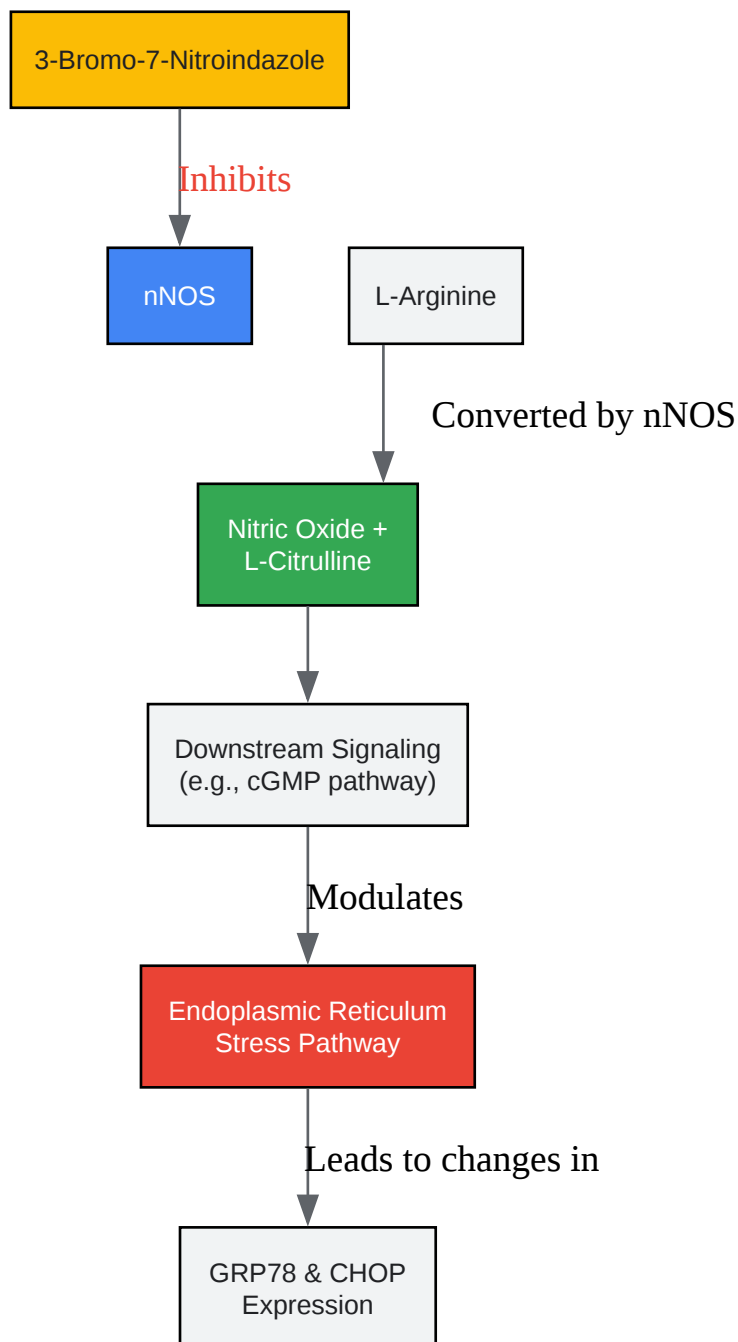 3-Bromo-7-Nitroindazole
Inhibits
nNOS
L-Arginine
Converted by nNOS
Nitric Oxide +
L-Citrulline
Downstream Signaling
(e.g., cGMP pathway)
Modulates
Endoplasmic Reticulum
Stress Pathway
Leads to changes in
GRP78 & CHOP
Expression